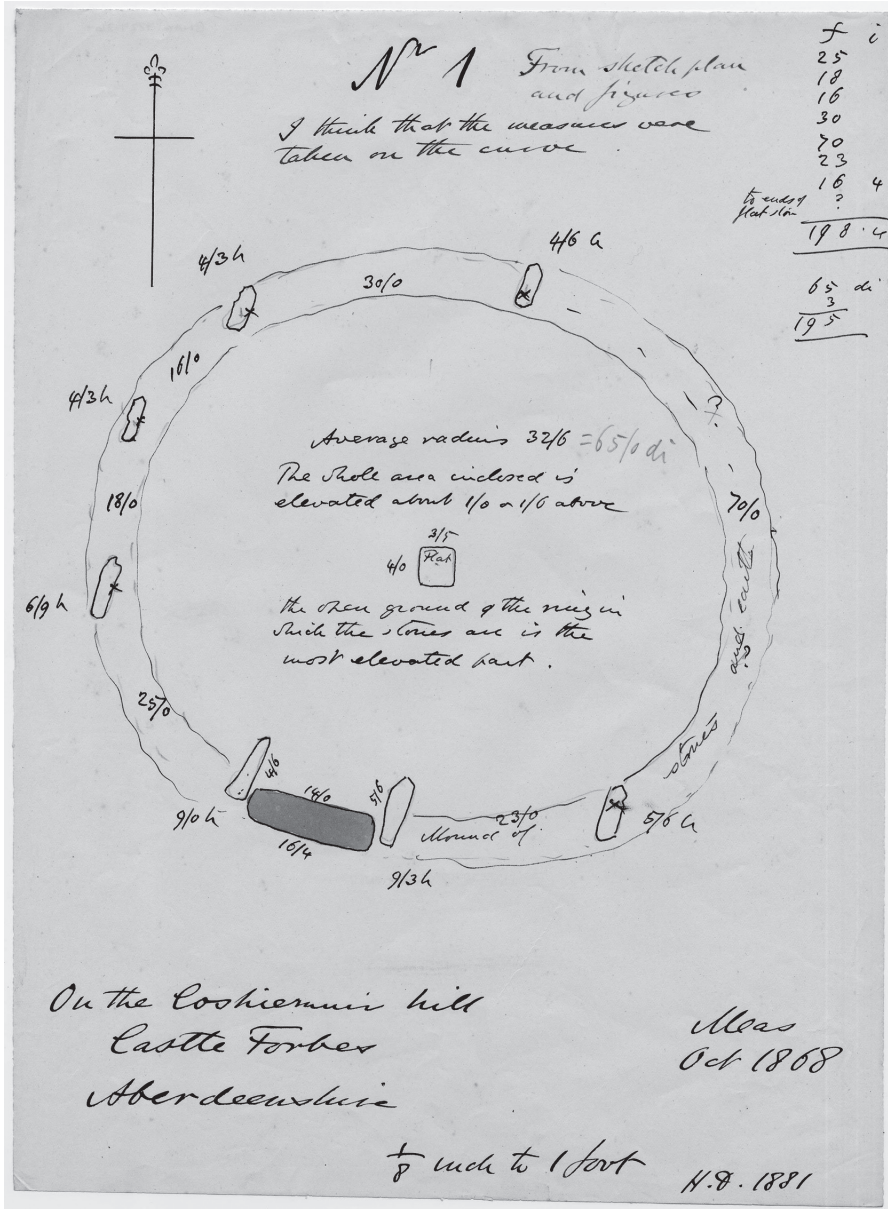 Nr 1
From sketch plan
and figures
I think that the measures were
taken on the curve.
f i
25
18
16
30
70
23
16 4
to ends of
flat stone ?
198.4
65 di
3
195
4/3 h
4/6 h
30/0
16/0
4/3 h
18/0
70/0
Average radius 32/6 = 65/0 di
The whole area inclosed is
elevated about 1/0 or 1/6 above
3/5
4/0
Flat
the open ground & the ring in
which the stones are is the
most elevated part.
6/9 h
25/0
4/6
14/0
5/6
9/0 h
16/4
9/3 h
23/0
Mound of
stones
and earth
5/6 h
On the hill
Castle Forbes
Aberdeenshire
Meas
Oct 1868
1/8 inch to 1 foot
H.D. 1881